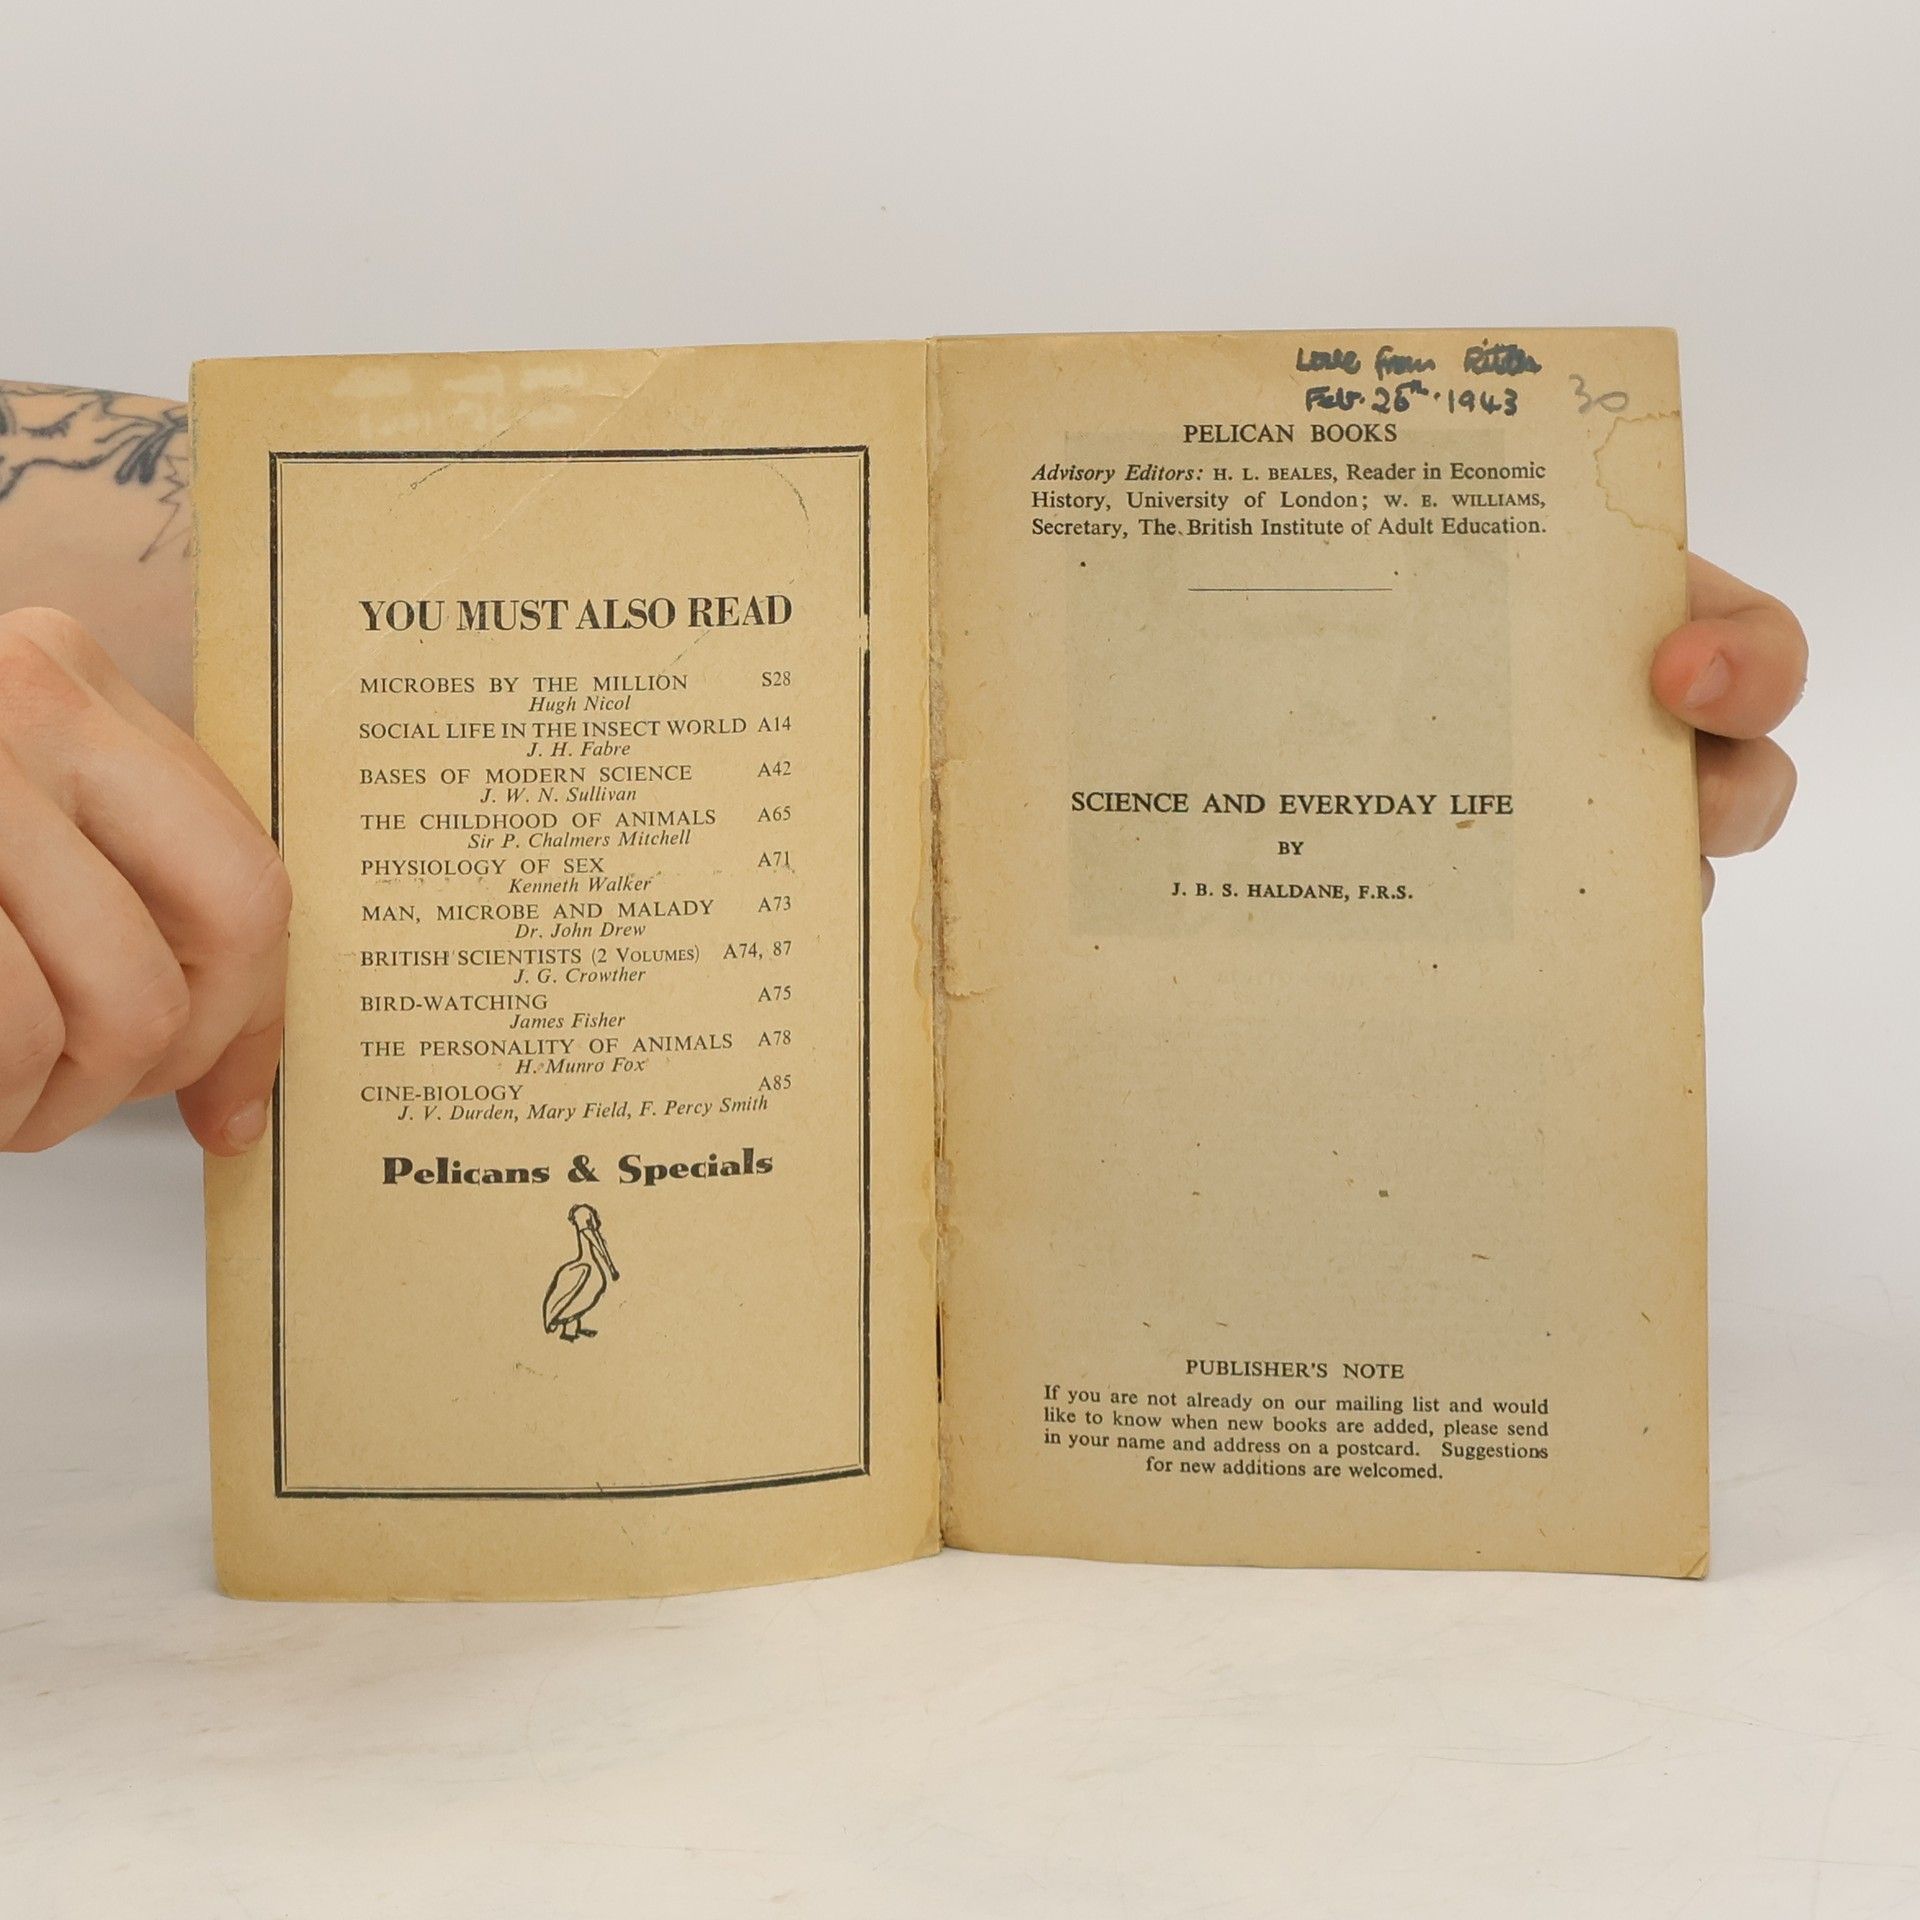 YOU MUST ALSO READ
MICROBES BY THE MILLION S28
Hugh Nicol
SOCIAL LIFE IN THE INSECT WORLD A14
J. H. Fabre
BASES OF MODERN SCIENCE A42
J. W. N. Sullivan
THE CHILDHOOD OF ANIMALS A65
Sir P. Chalmers Mitchell
PHYSIOLOGY OF SEX A71
Kenneth Walker
MAN, MICROBE AND MALADY A73
Dr. John Drew
BRITISH SCIENTISTS (2 VOLUMES) A74, 87
J. G. Crowther
BIRD-WATCHING A75
James Fisher
THE PERSONALITY OF ANIMALS A78
H. Munro Fox
CINE-BIOLOGY A85
J. V. Durden, Mary Field, F. Percy Smith
Pelicans & Specials
Love from
Feb. 26th. 1943
30
PELICAN BOOKS
Advisory Editors: H. L. BEALES, Reader in Economic
History, University of London; W. E. WILLIAMS,
Secretary, The British Institute of Adult Education.
SCIENCE AND EVERYDAY LIFE
BY
J. B. S. HALDANE, F.R.S.
PUBLISHER'S NOTE
If you are not already on our mailing list and would
like to know when new books are added, please send
in your name and address on a postcard. Suggestions
for new additions are welcomed.